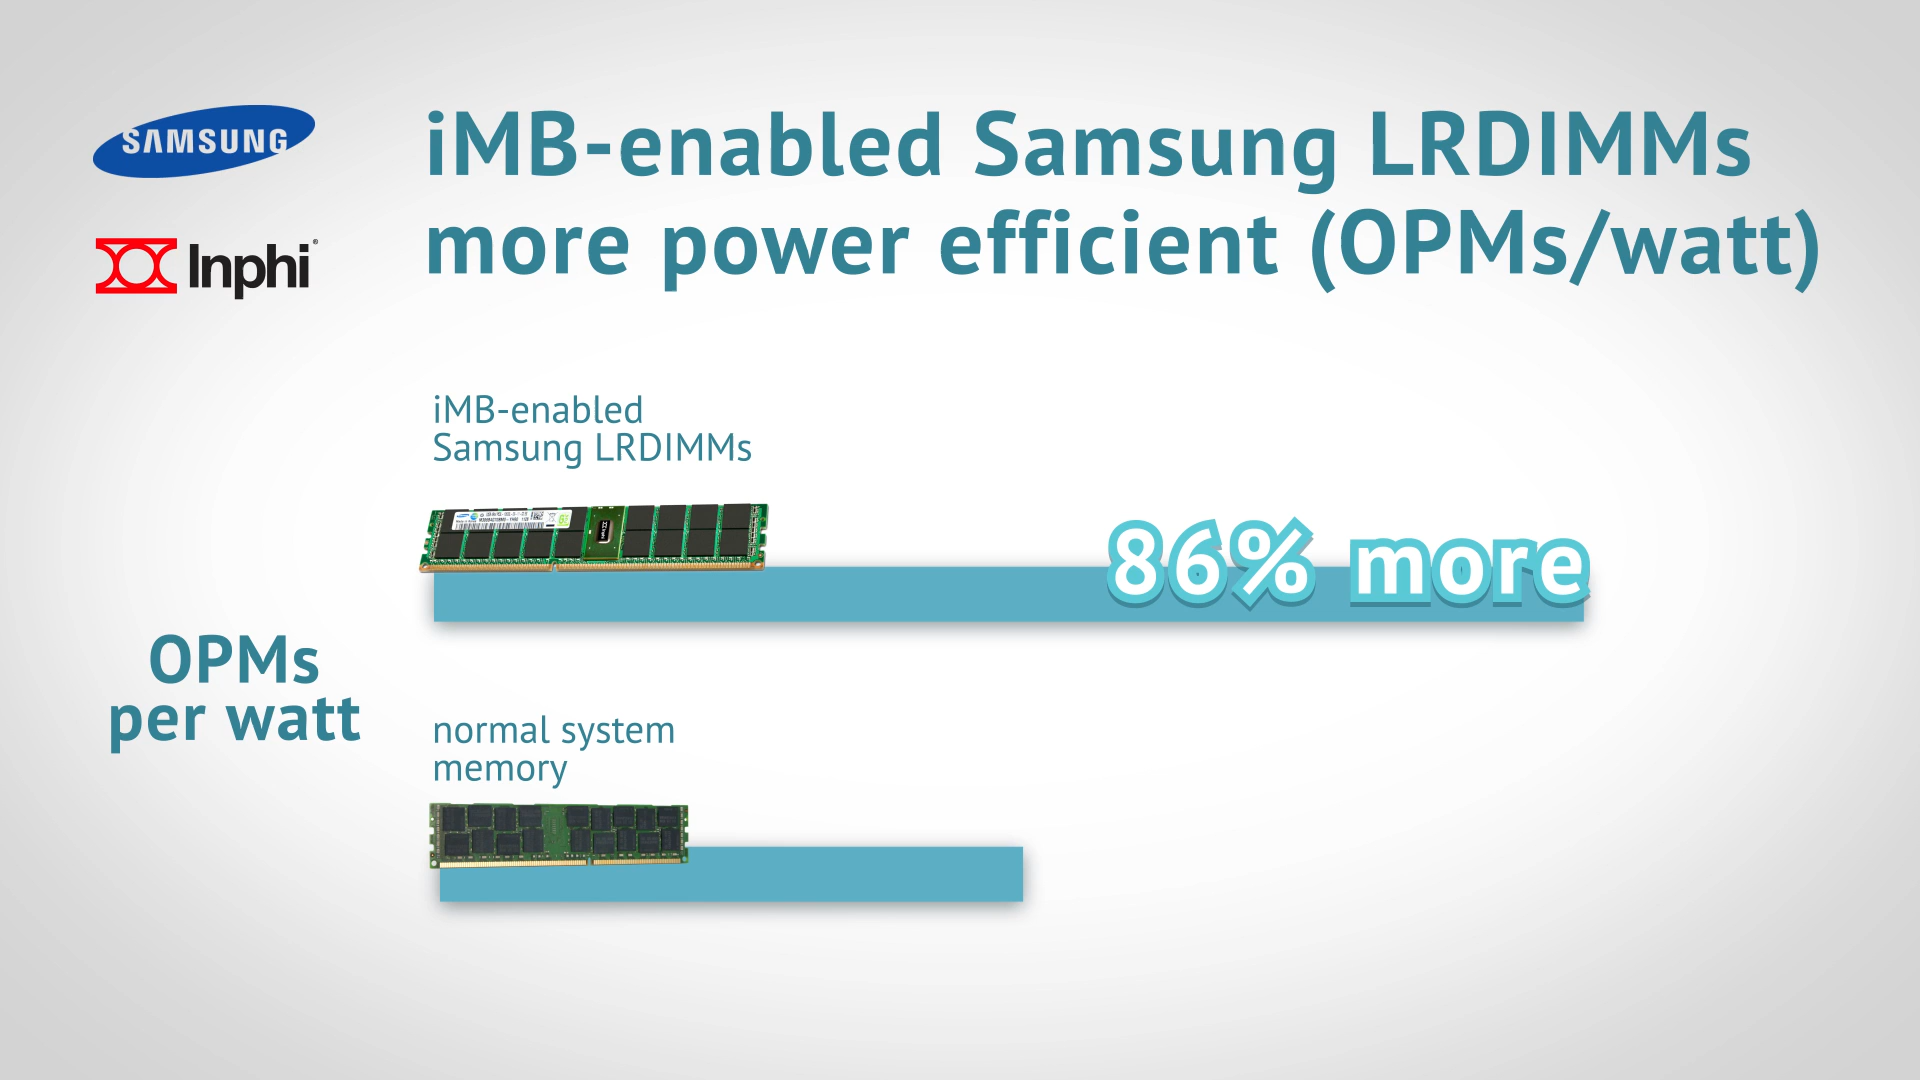 SAMSUNG
iMB-enabled Samsung LRDIMMs
more power efficient (OPMs/watt)
Inphi®
iMB-enabled
Samsung LRDIMMs
86% more
OPMs
per watt
normal system
memory